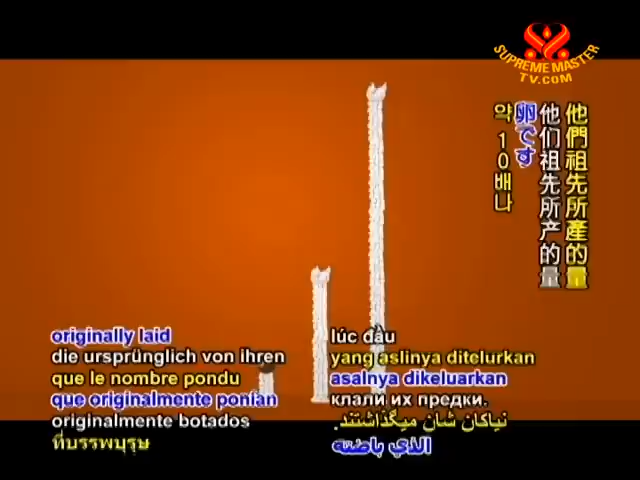 SUPREME MASTER
TV.COM
他們祖先所產的量
他们祖先所产的量
卵です
약 10배나
originally laid
die ursprünglich von ihren
que le nombre pondu
que originalmente ponían
originalmente botados
ที่บรรพบุรุษ
lúc đầu
yang aslinya ditelurkan
asalnya dikeluarkan
клали их предки.
نیاکان شان میگذاشتند.
الذي باضته